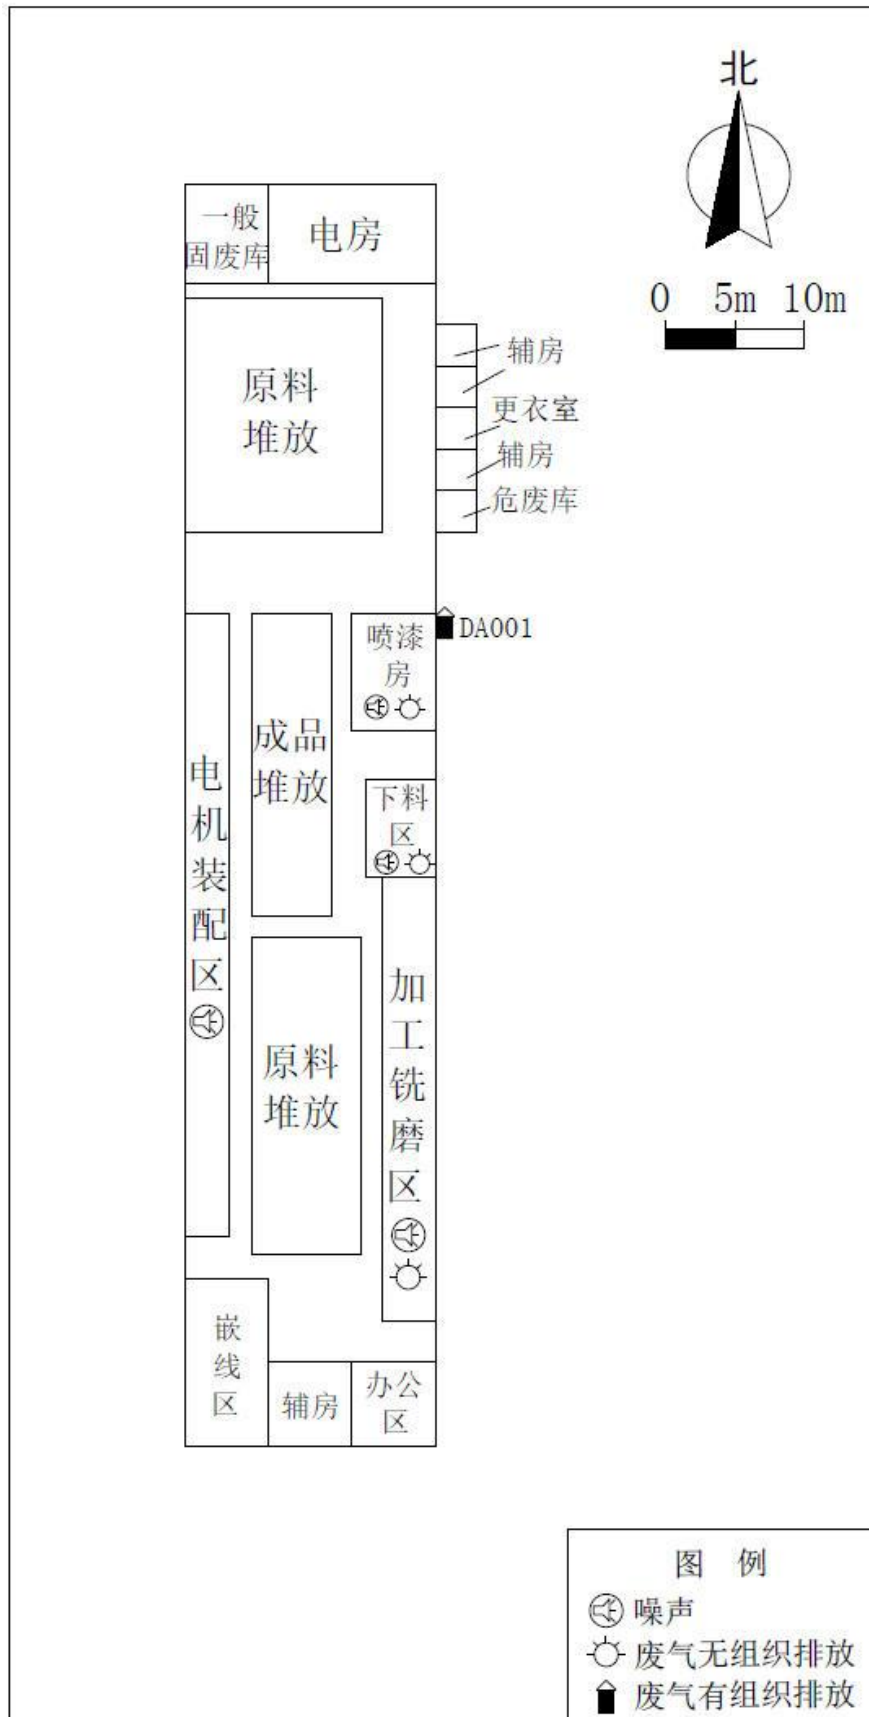 北
0 5m 10m
一般
固废库
电房
原料
堆放
辅房
更衣室
辅房
危废库
DA001
喷漆
房
成品
堆放
电机装配区
下料
区
原料
堆放
加工铣磨区
嵌线区
辅房
办公
区
图 例
噪声
废气无组织排放
废气有组织排放